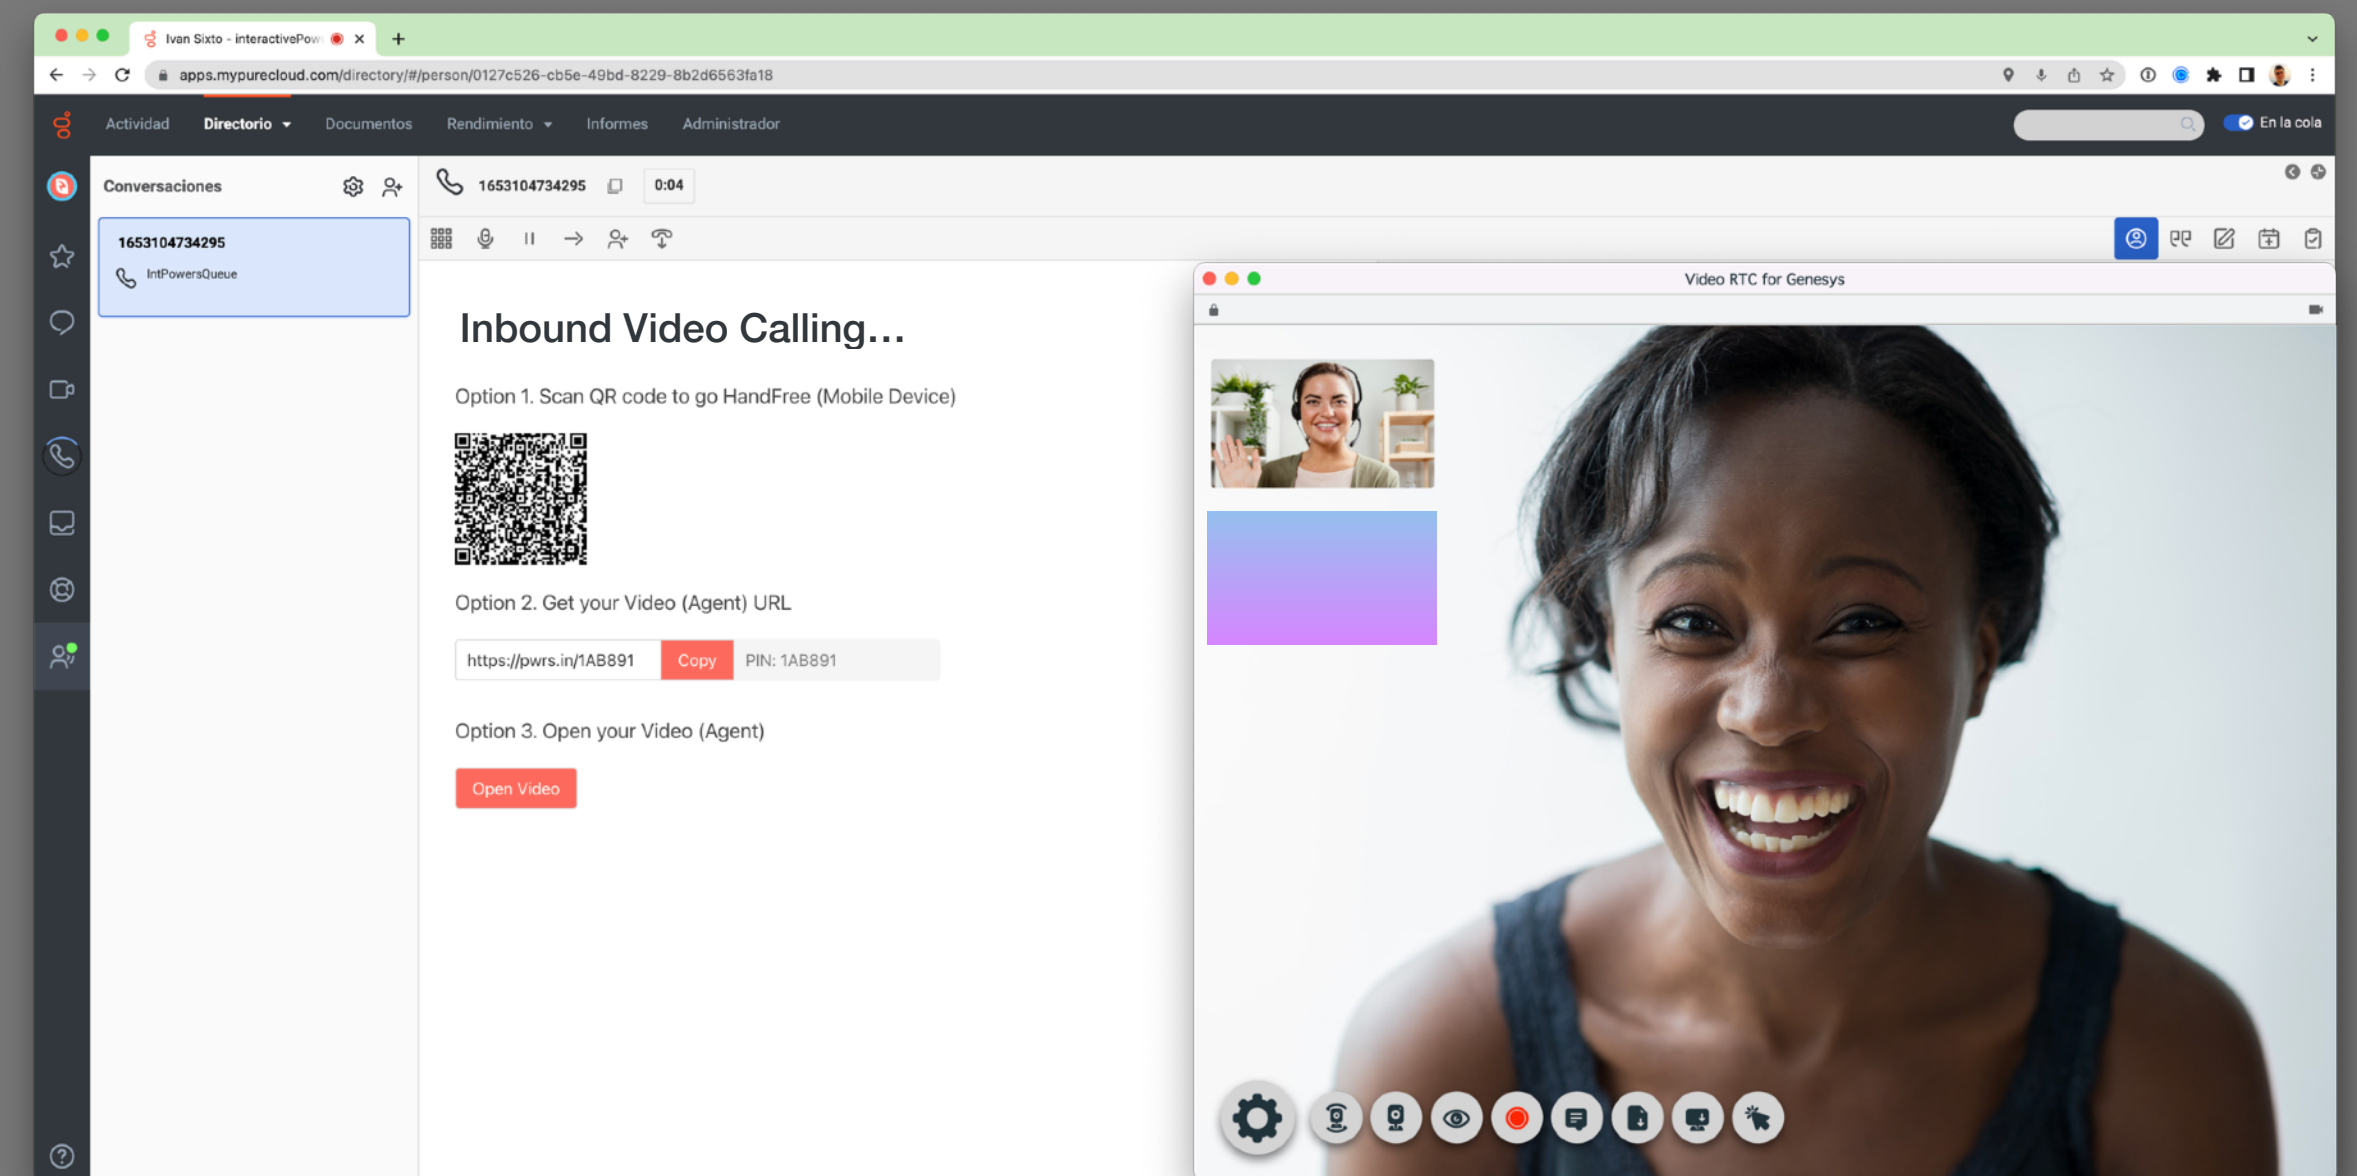 Ivan Sixto - interactivePow
apps.mypurecloud.com/directory/#/person/0127c526-cb5e-49bd-8229-8b2d6563fa18
Actividad Directorio Documentos Rendimiento Informes Administrador
En la cola
Conversaciones
1653104734295
IntPowersQueue
1653104734295 0:04
Video RTC for Genesys
Inbound Video Calling...
Option 1. Scan QR code to go HandFree (Mobile Device)
Option 2. Get your Video (Agent) URL
https://pwrs.in/1AB891 Copy PIN: 1AB891
Option 3. Open your Video (Agent)
Open Video